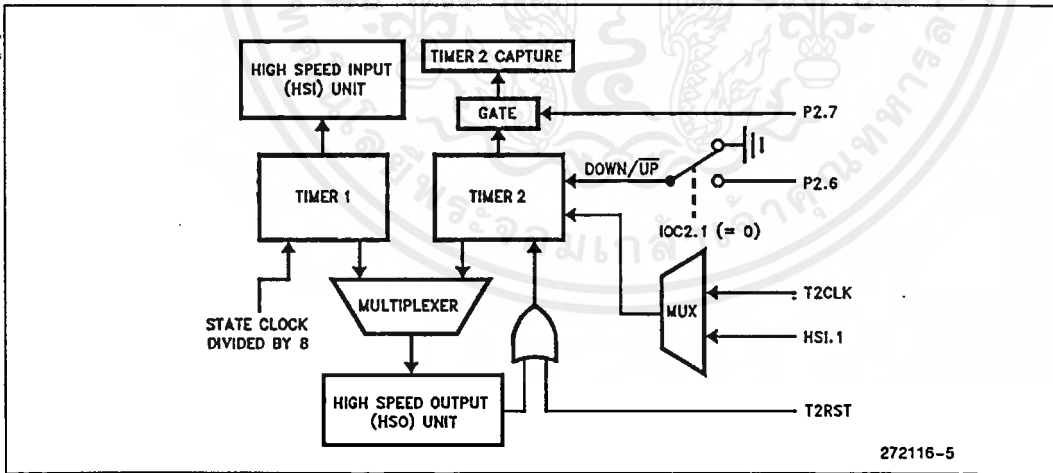 HIGH SPEED INPUT
(HSI) UNIT
TIMER 2 CAPTURE
GATE
P2.7
TIMER 1
TIMER 2
DOWN/U̅P̅
P2.6
IOC2.1 (= 0)
T2CLK
MUX
HSI.1
MULTIPLEXER
STATE CLOCK
DIVIDED BY 8
HIGH SPEED OUTPUT
(HSO) UNIT
T2RST
272116-5